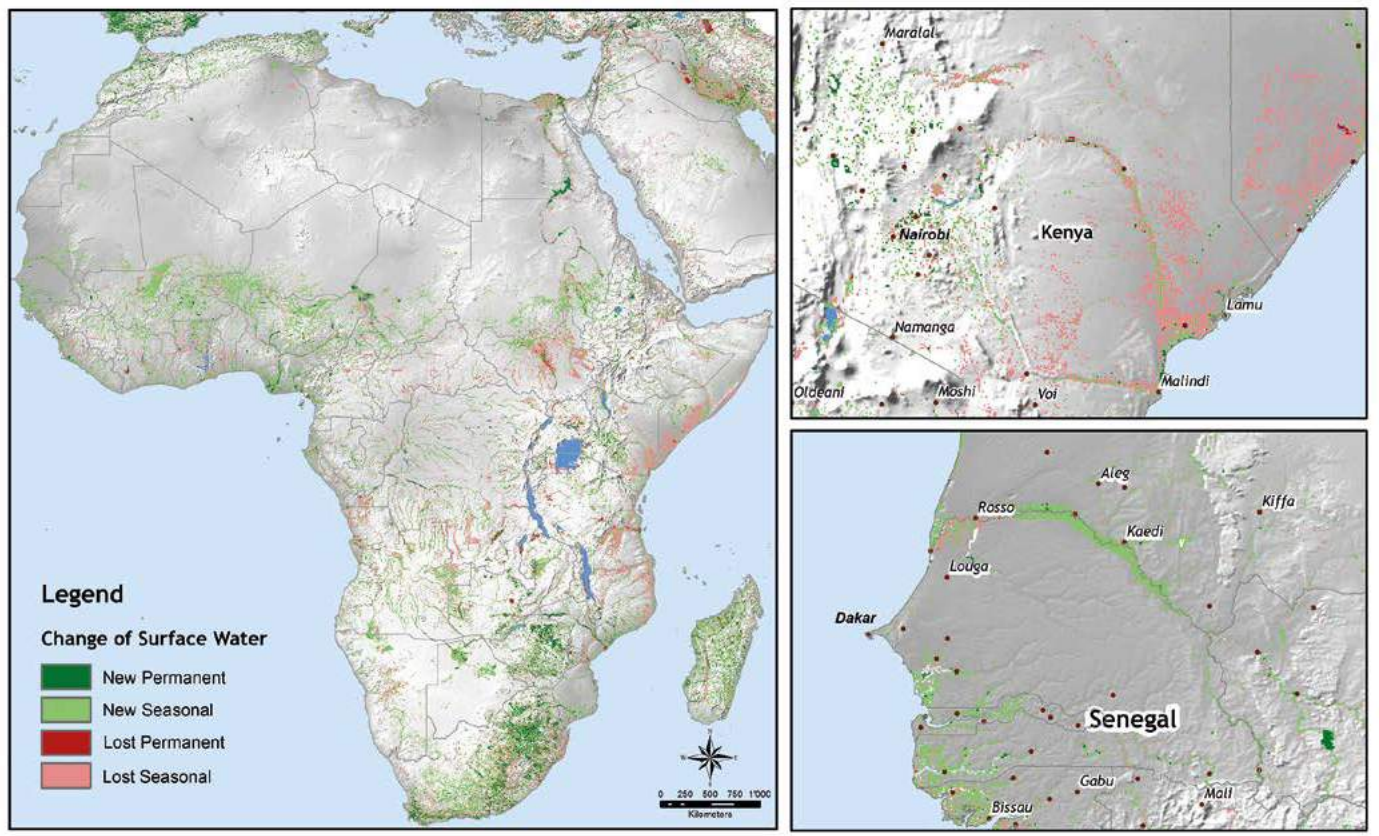 Legend
Change of Surface Water
New Permanent
New Seasonal
Lost Permanent
Lost Seasonal
N
W E
S
0 250 500 750 1'000
Kilometers
Maralal
Nairobi
Kenya
Lamu
Namanga
Oldeani
Moshi
Voi
Malindi
Aleg
Rosso
Kiffa
Kaedi
Louga
Dakar
Senegal
Gabu
Mali
Bissau